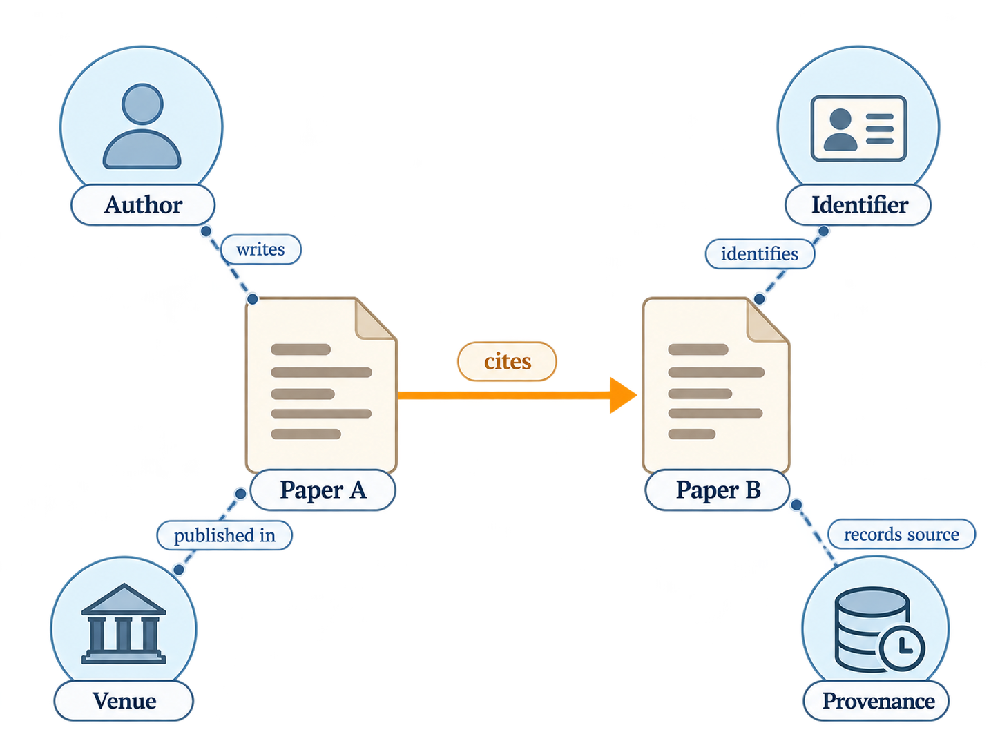 Author
Identifier
writes
identifies
cites
Paper A
Paper B
published in
records source
Venue
Provenance